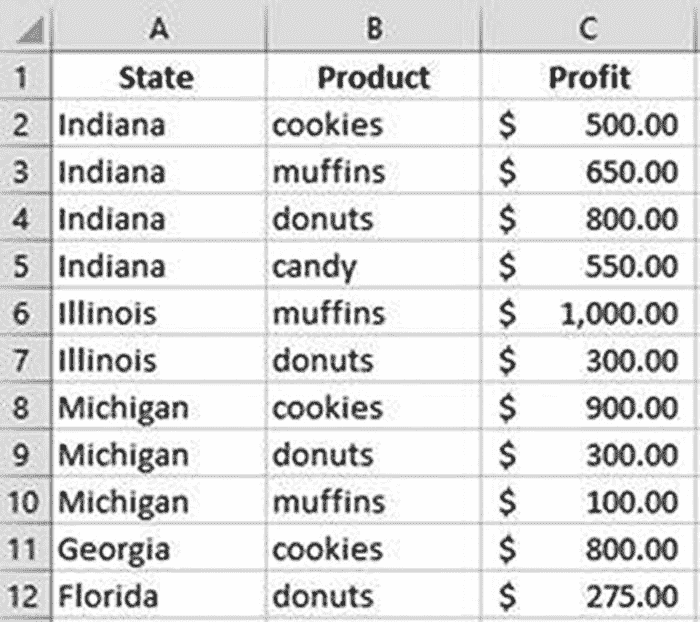 A B C
1 State Product Profit
2 Indiana cookies $ 500.00
3 Indiana muffins $ 650.00
4 Indiana donuts $ 800.00
5 Indiana candy $ 550.00
6 Illinois muffins $ 1,000.00
7 Illinois donuts $ 300.00
8 Michigan cookies $ 900.00
9 Michigan donuts $ 300.00
10 Michigan muffins $ 100.00
11 Georgia cookies $ 800.00
12 Florida donuts $ 275.00